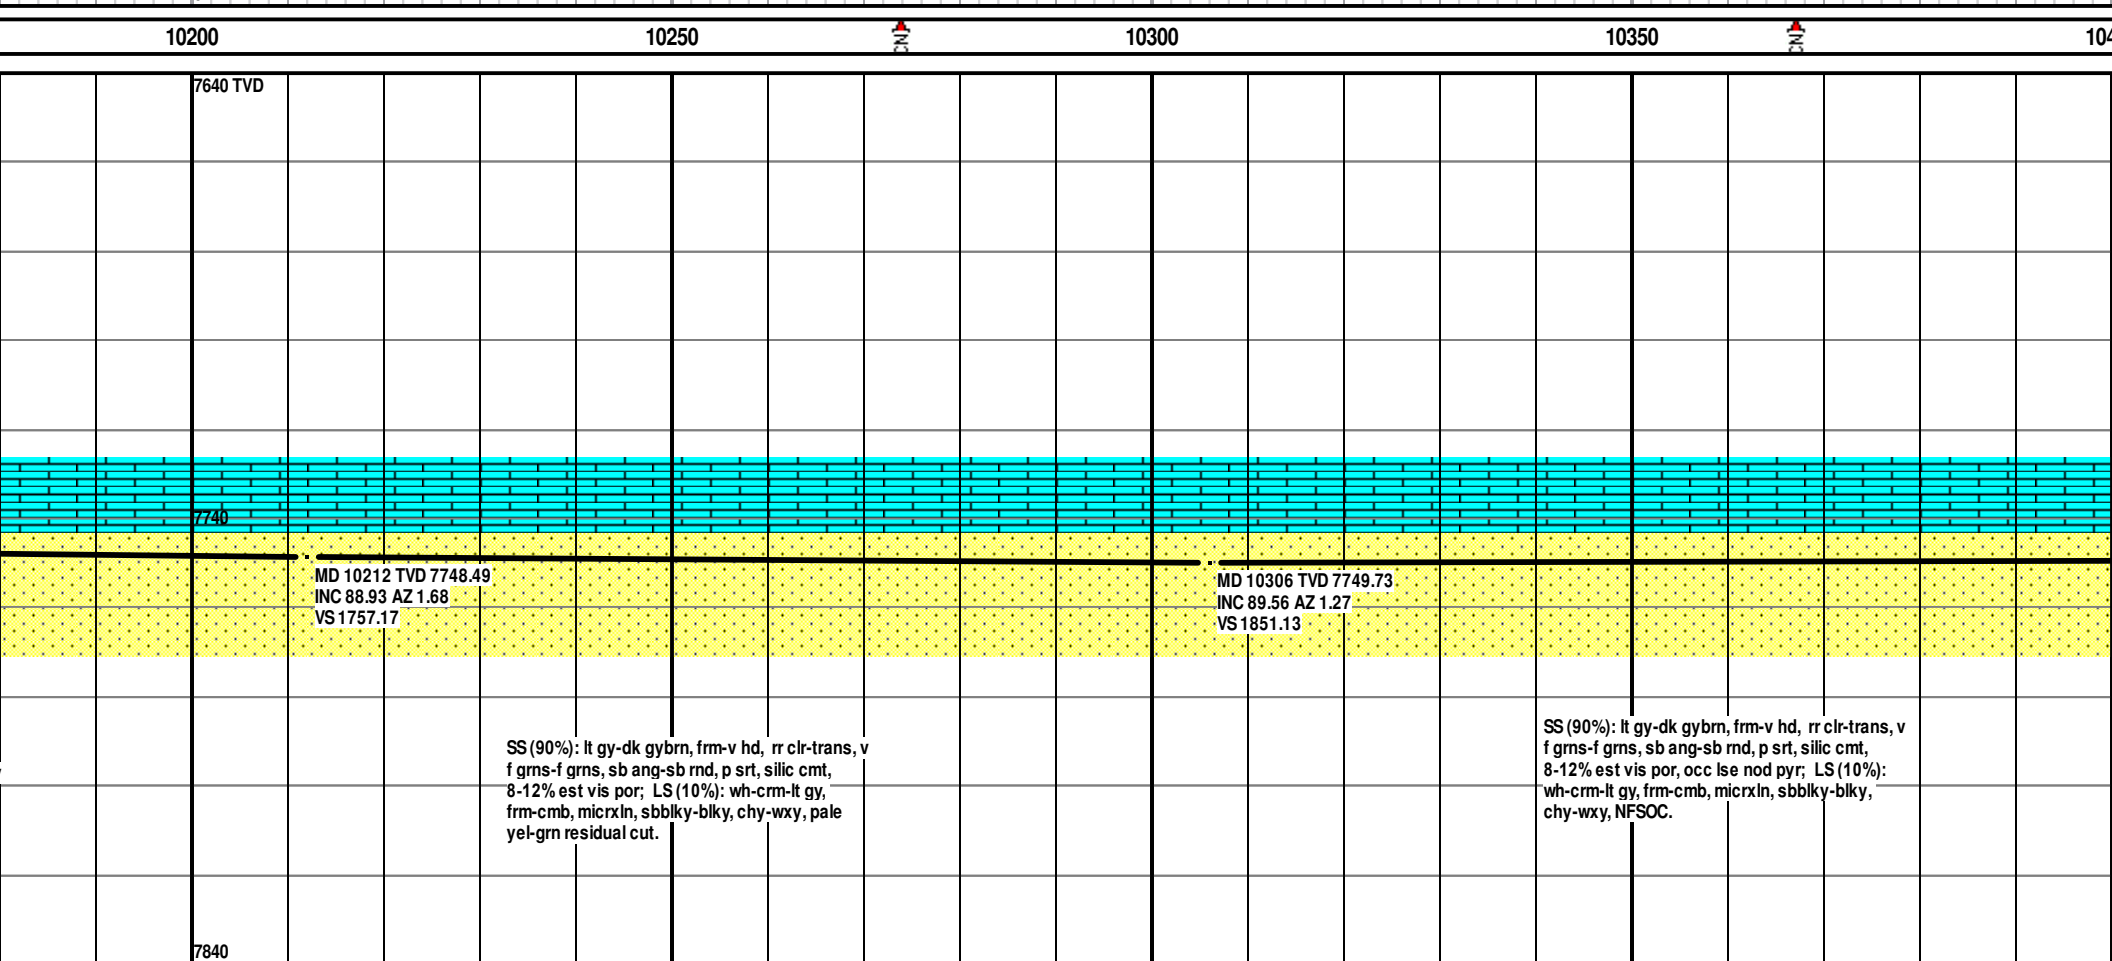 10200 10250 CN 10300 10350 CN 104
7640 TVD
7740
MD 10212 TVD 7748.49
INC 88.93 AZ 1.68
VS 1757.17
MD 10306 TVD 7749.73
INC 89.56 AZ 1.27
VS 1851.13
SS (90%): lt gy-dk gybrn, frm-v hd, rr clr-trans, v
f grns-f grns, sb ang-sb rnd, p srt, silic cmt,
8-12% est vis por; LS (10%): wh-crm-lt gy,
frm-cmb, micrxln, sbblky-blky, chy-wxy, pale
yel-grn residual cut.
SS (90%): lt gy-dk gybrn, frm-v hd, rr clr-trans, v
f grns-f grns, sb ang-sb rnd, p srt, silic cmt,
8-12% est vis por, occ lse nod pyr; LS (10%):
wh-crm-lt gy, frm-cmb, micrxln, sbblky-blky,
chy-wxy, NFSOC.
7840